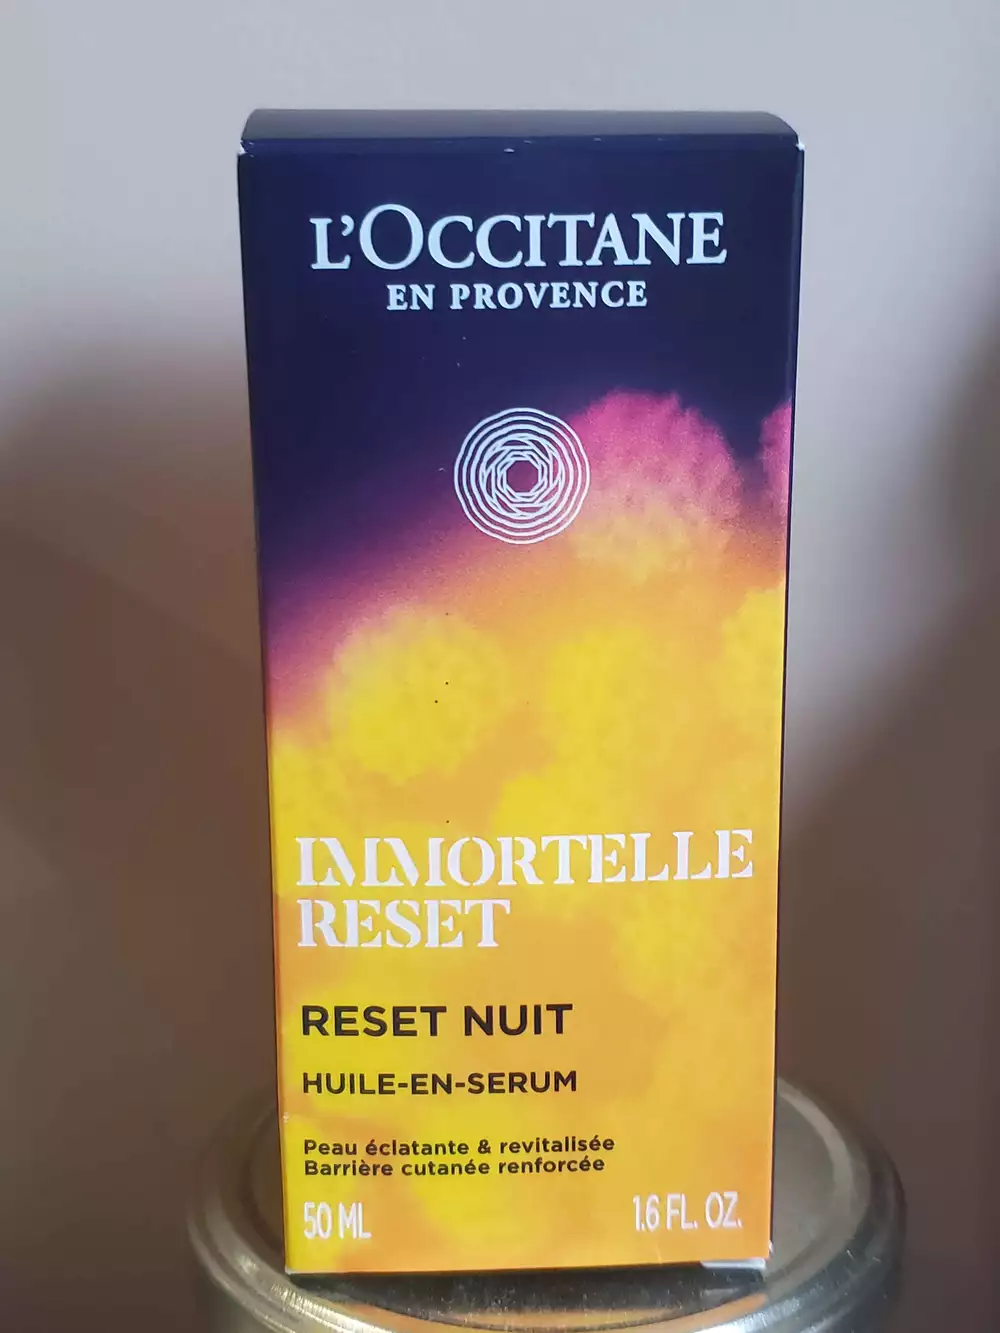 L'OCCITANE
EN PROVENCE
IMMORTELLE
RESET
RESET NUIT
HUILE-EN-SERUM
Peau éclatante & revitalisée
Barrière cutanée renforcée
50 ML 1.6 FL. OZ.